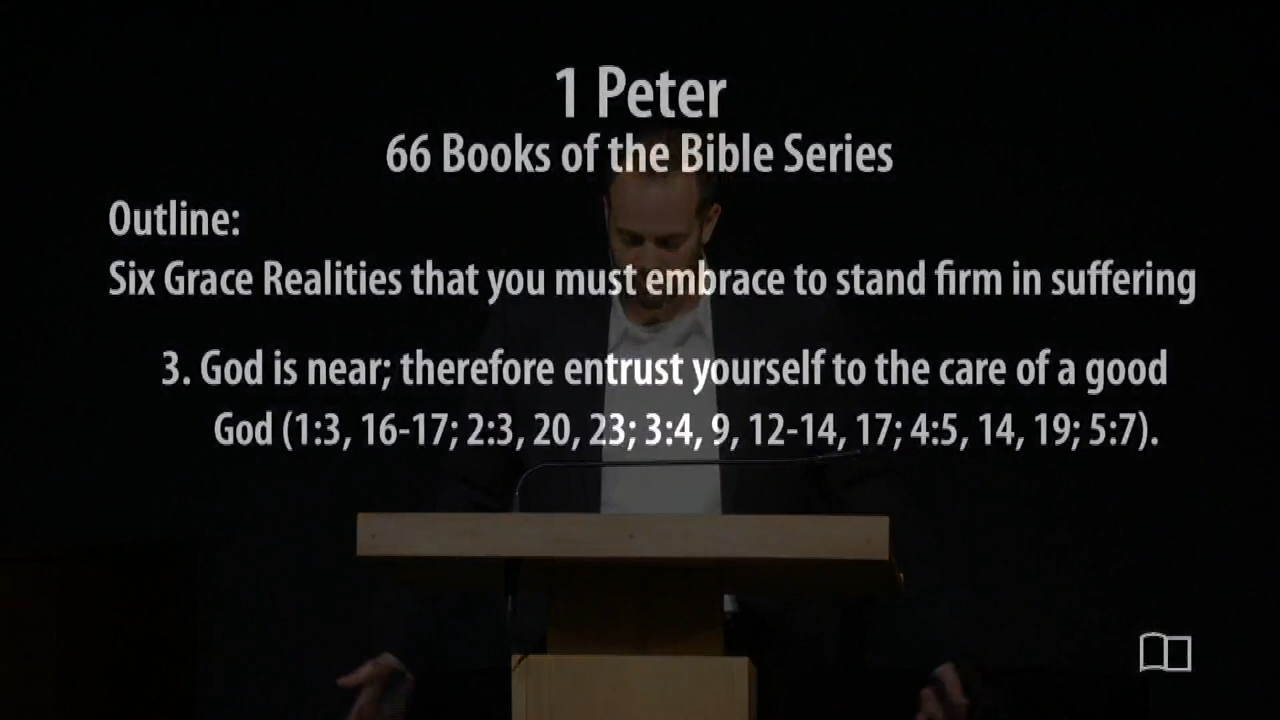 1 Peter
66 Books of the Bible Series
Outline:
Six Grace Realities that you must embrace to stand firm in suffering
3. God is near; therefore entrust yourself to the care of a good
God (1:3, 16-17; 2:3, 20, 23; 3:4, 9, 12-14, 17; 4:5, 14, 19; 5:7).